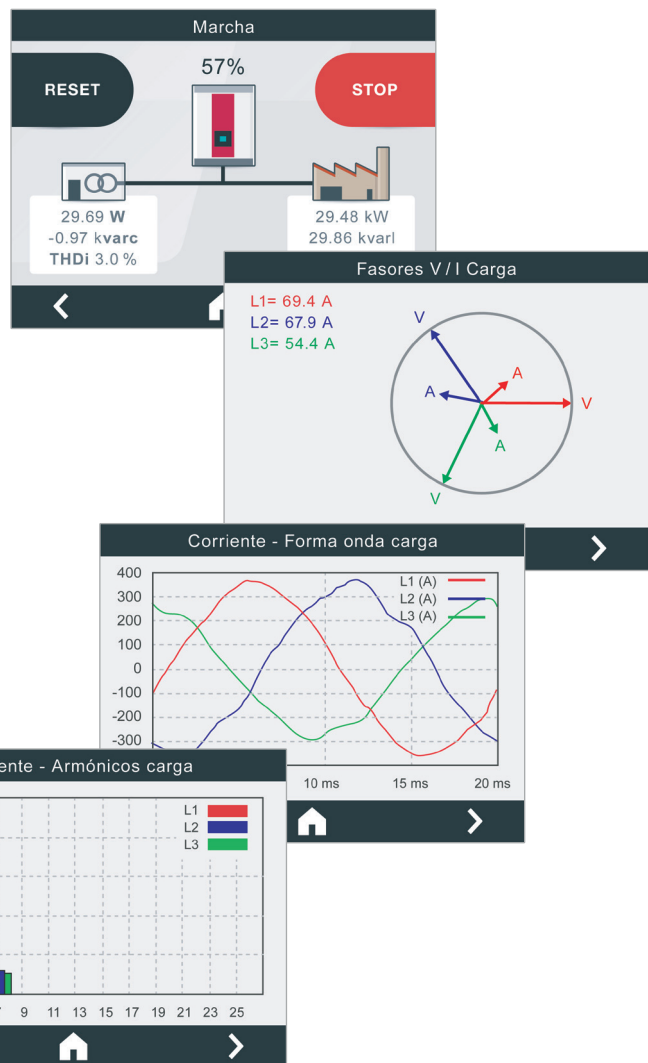 Marcha
57%
RESET
STOP
29.69 W
-0.97 kvarc
THDi 3.0 %
29.48 kW
29.86 kvarl
Fasores V / I Carga
L1= 69.4 A
L2= 67.9 A
L3= 54.4 A
V
A
A
V
A
V
Corriente - Forma onda carga
400
300
200
100
0
-100
-200
-300
L1 (A)
L2 (A)
L3 (A)
10 ms 15 ms 20 ms
- Armónicos carga
L1
L2
L3
9 11 13 15 17 19 21 23 25